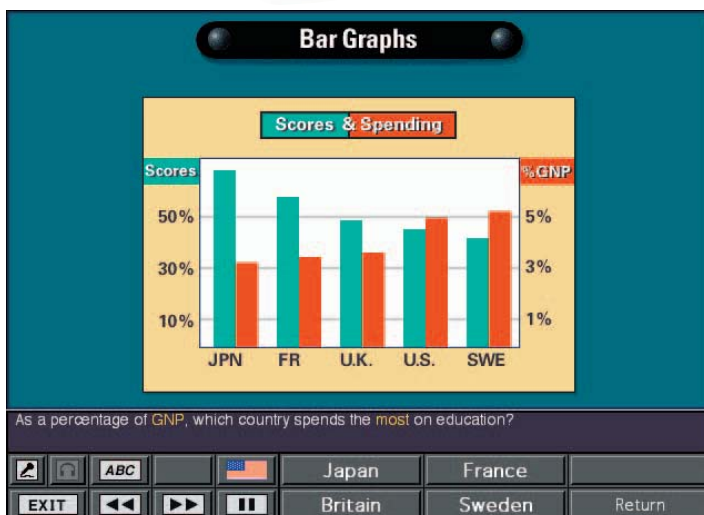 Bar Graphs
Scores & Spending
Scores
%GNP
50%
5%
30%
3%
10%
1%
JPN FR U.K. U.S. SWE
As a percentage of GNP, which country spends the most on education?
ABC Japan France
EXIT Britain Sweden Return